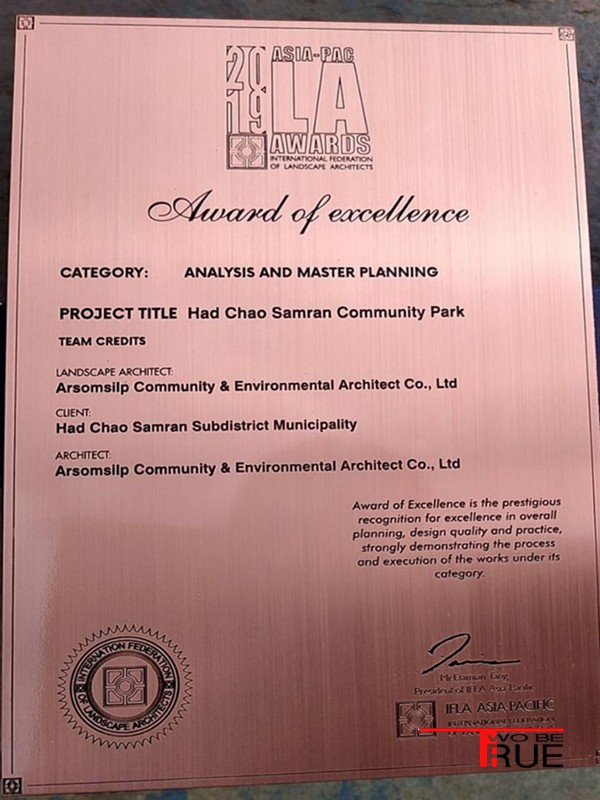 2019
ASIA-PAC
LA
AWARDS
INTERNATIONAL FEDERATION
OF LANDSCAPE ARCHITECTS
Award of excellence
CATEGORY: ANALYSIS AND MASTER PLANNING
PROJECT TITLE Had Chao Samran Community Park
TEAM CREDITS
LANDSCAPE ARCHITECT:
Arsomsilp Community & Environmental Architect Co., Ltd
CLIENT:
Had Chao Samran Subdistrict Municipality
ARCHITECT:
Arsomsilp Community & Environmental Architect Co., Ltd
Award of Excellence is the prestigious
recognition for excellence in overall
planning, design quality and practice,
strongly demonstrating the process
and execution of the works under its
category.
INTERNATION FEDERATION
OF LANDSCAPE ARCHITECTS
President of IFLA Asia-Pacific
IFLA ASIA-PACIFIC
INTERNATIONAL FEDERATION
TWO BE
TRUE